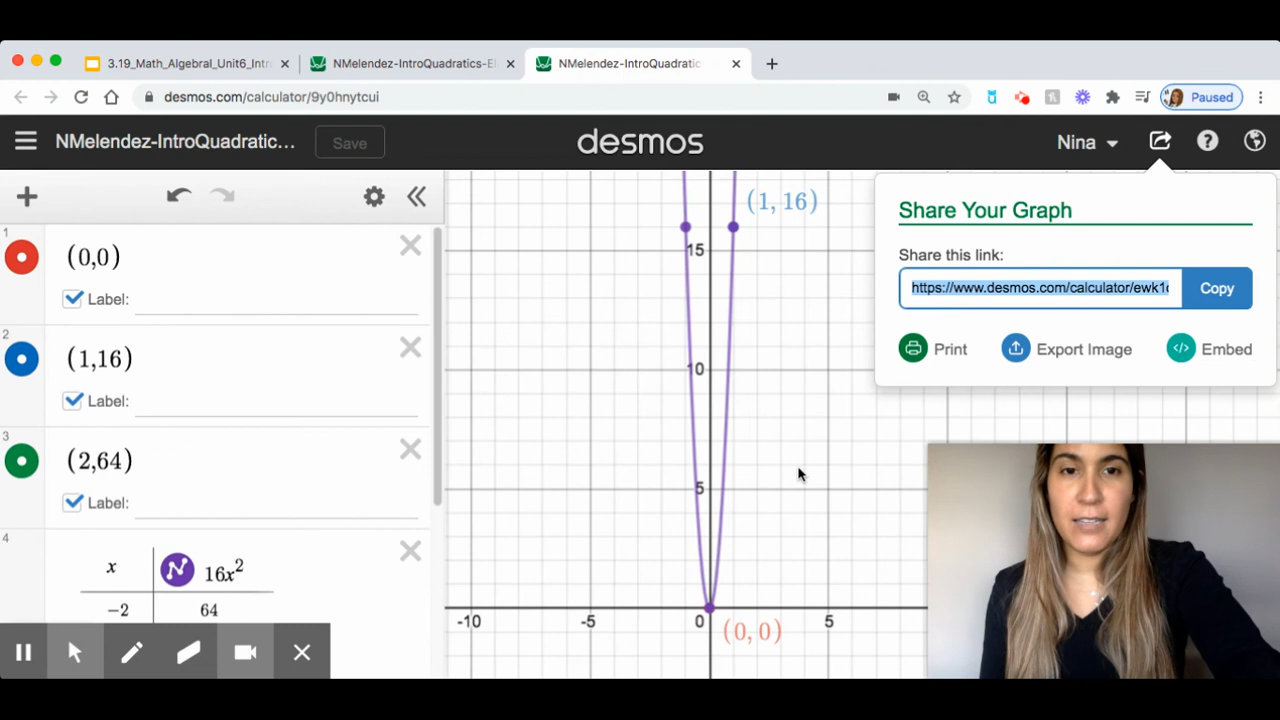 3.19_Math_AlgebraI_Unit6_Intr
NMelendez-IntroQuadratics-El
NMelendez-IntroQuadratic
desmos.com/calculator/9y0hnytcui
Paused
NMelendez-IntroQuadratic...
Save
desmos
Nina
Share Your Graph
Share this link:
https://www.desmos.com/calculator/ewk1c
Copy
Print
Export Image
Embed
1
(0,0)
Label:
2
(1,16)
Label:
3
(2,64)
Label:
4
x
16x²
−2
64
(1, 16)
15
10
5
-10
-5
0
5
(0, 0)